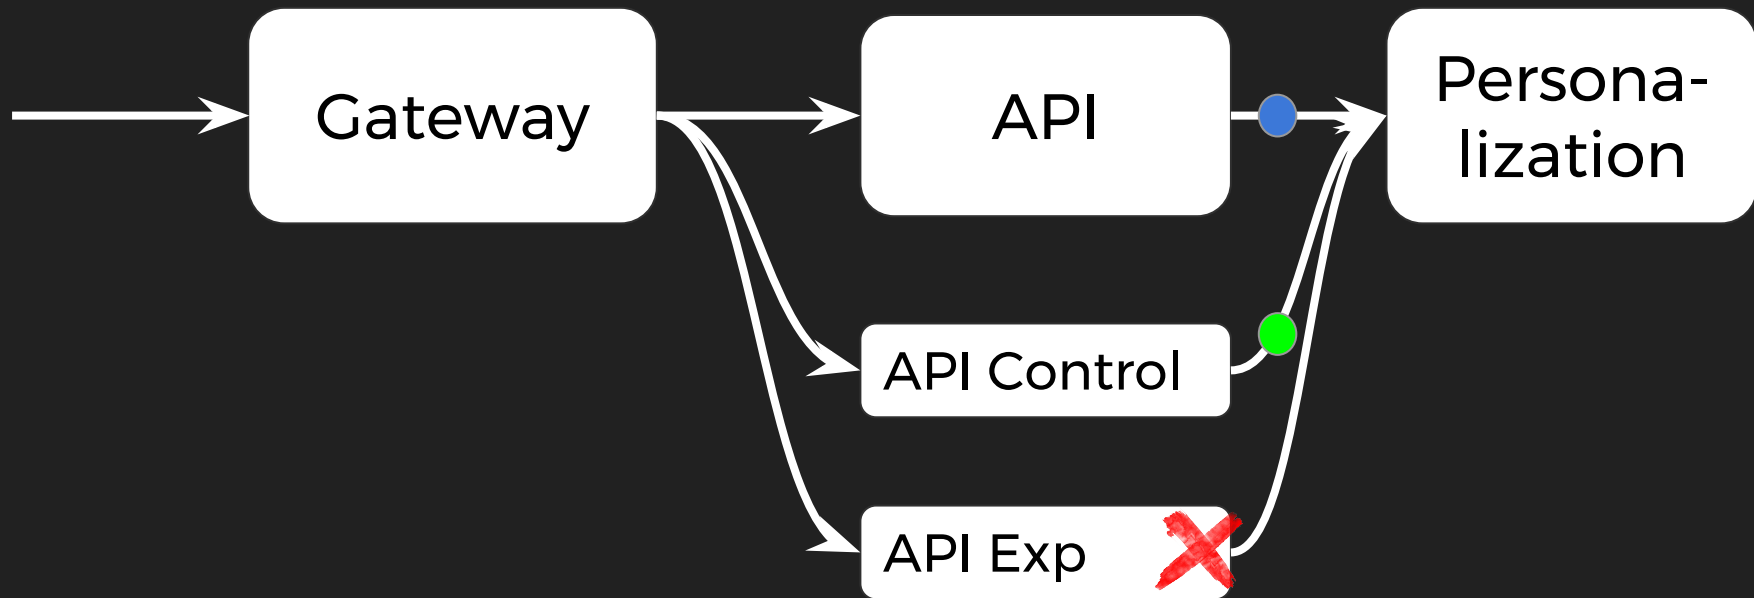 Gateway
API
Persona-
lization
API Control
API Exp